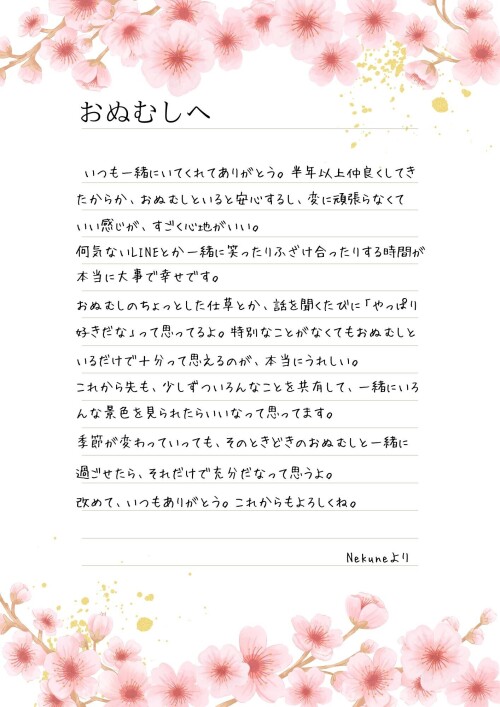 おぬむしへ
いつも一緒にいてくれてありがとう。半年以上仲良くしてき
たからか、おぬむしといると安心するし、変に頑張らなくて
いい感じが、すごく心地がいい。
何気ないLINEとか一緒に笑ったりふざけ合ったりする時間が
本当に大事で幸せです。
おぬむしのちょっとした仕草とか、話を聞くたびに「やっぱり
好きだな」って思ってるよ。特別なことがなくてもおぬむしと
いるだけで十分って思えるのが、本当にうれしい。
これから先も、少しずついろんなことを共有して、一緒にいろ
んな景色を見られたらいいなって思ってます。
季節が変わっていっても、そのときどきのおぬむしと一緒に
過ごせたら、それだけで充分だなって思うよ。
改めて、いつもありがとう。これからもよろしくね。
Nekuneより